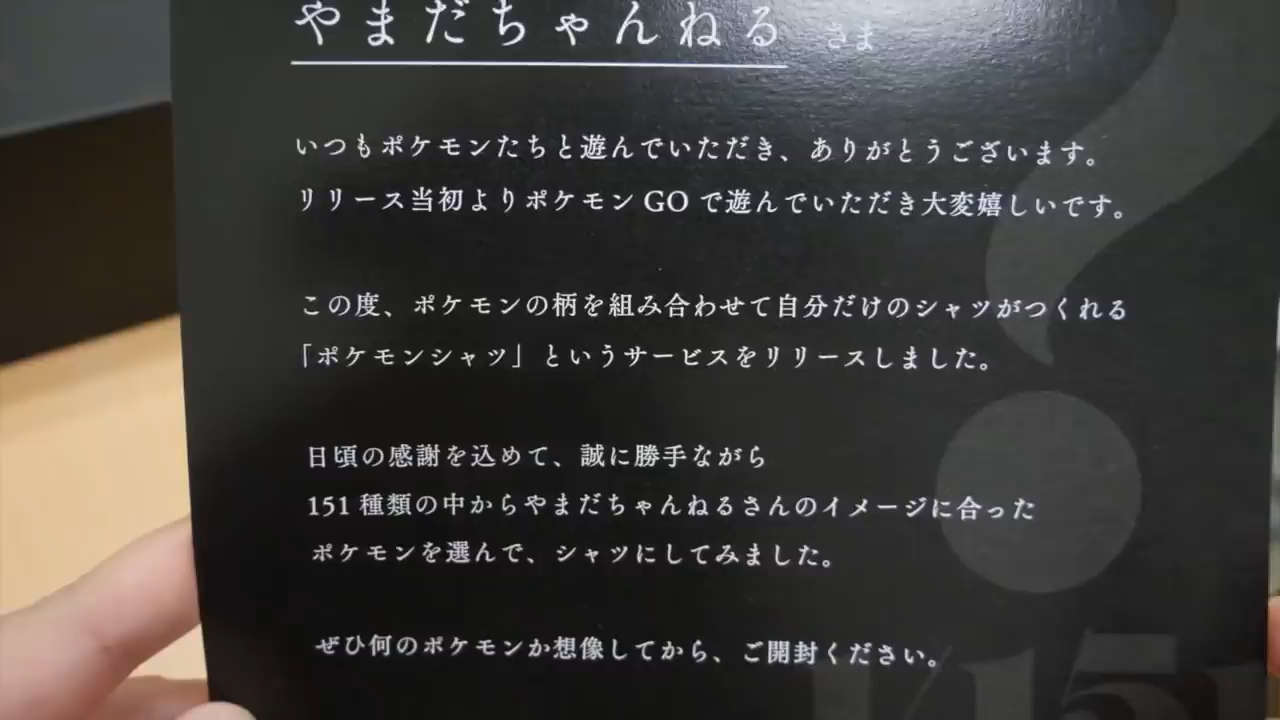 やまだちゃんねる さま
いつもポケモンたちと遊んでいただき、ありがとうございます。
リリース当初よりポケモン GO で遊んでいただき大変嬉しいです。
この度、ポケモンの柄を組み合わせて自分だけのシャツがつくれる
「ポケモンシャツ」というサービスをリリースしました。
日頃の感謝を込めて、誠に勝手ながら
151 種類の中からやまだちゃんねるさんのイメージに合った
ポケモンを選んで、シャツにしてみました。
ぜひ何のポケモンか想像してから、ご開封ください。
?
1/151